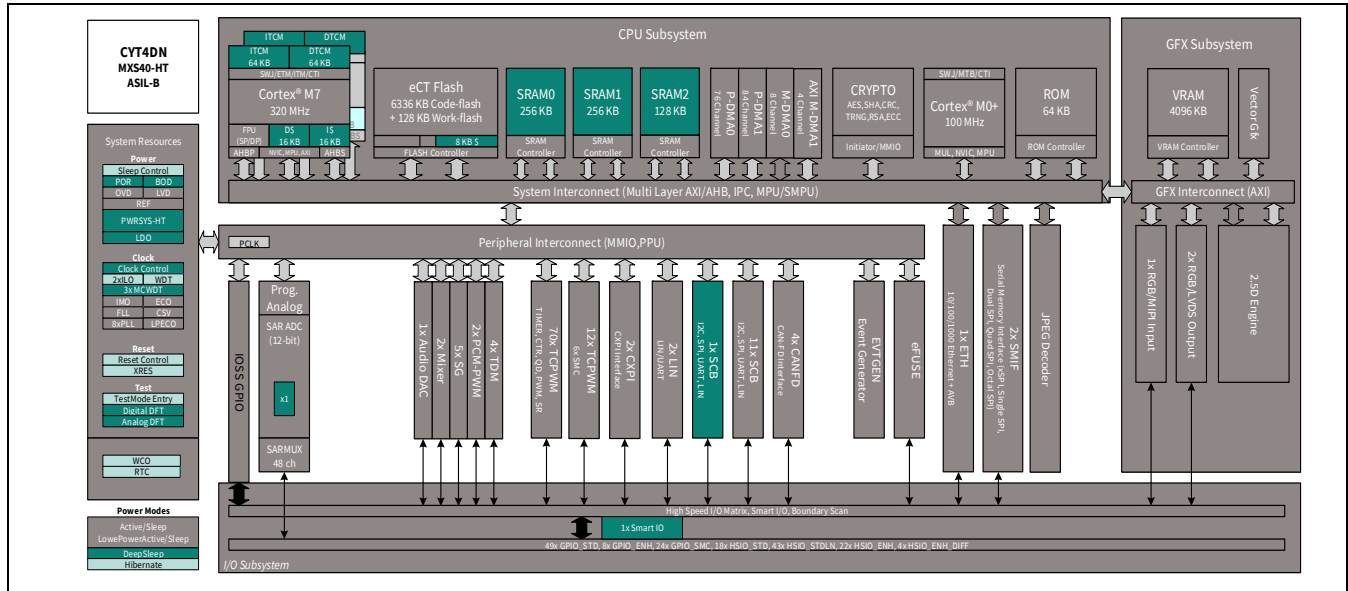 CYT4DN
MXS40-HT
ASIL-B
System Resources
Power
Sleep Control
POR BOD
OVD LVD
REF
PWRSYS-HT
LDO
Clock
Clock Control
2xILO WDT
3x MCWDT
IMO ECO
FLL CSV
8xPLL LPECO
Reset
Reset Control
XRES
Test
TestMode Entry
Digital DFT
Analog DFT
WCO
RTC
Power Modes
Active/Sleep
LowePowerActive/Sleep
DeepSleep
Hibernate
CPU Subsystem
ITCM DTCM
ITCM
64 KB
DTCM
64 KB
SWJ/ETM/ITM/CTI
Cortex® M7
320 MHz
FPU
(SP/DP)
D$
16 KB
I$
16 KB
AHBP NVIC, MPU, AXI AHBS
eCT Flash
6336 KB Code-flash
+ 128 KB Work-flash
8 KB $
FLASH Controller
SRAM0
256 KB
SRAM
Controller
SRAM1
256 KB
SRAM
Controller
SRAM2
128 KB
SRAM
Controller
P-DMA0
76 Channel
P-DMA1
84 Channel
M-DMA0
8 Channel
AXI M-DMA1
4 Channel
CRYPTO
AES, SHA, CRC,
TRNG, RSA, ECC
Initiator/MMIO
SWJ/MTB/CTI
Cortex® M0+
100 MHz
MUL, NVIC, MPU
ROM
64 KB
ROM Controller
System Interconnect (Multi Layer AXI/AHB, IPC, MPU/SMPU)
GFX Subsystem
VRAM
4096 KB
VRAM Controller
Vector Gfx
GFX Interconnect (AXI)
1x RGB/MIPI Input
2x RGB/LVDS Output
2.5D Engine
PCLK
Peripheral Interconnect (MMIO,PPU)
IOSS GPIO
Prog.
Analog
SAR ADC
(12-bit)
x1
SARMUX
48 ch
1x Audio DAC
2x Mixer
5x SG
2x PCM-PWM
4x TDM
70x TCPWM
TIMER, CTR, QD, PWM, SR
12x TCPWM
6x SMC
2x CXPI
CXPI Interface
2x LIN
LIN/UART
1x SCB
I2C, SPI, UART, LIN
11x SCB
I2C, SPI, UART, LIN
4x CANFD
CAN-FD Interface
EVTGEN
Event Generator
eFUSE
1x ETH
10/100/1000 Ethernet + AVB
2x SMIF
Serial Memory Interface (xSPI, Single SPI,
Dual SPI, Quad SPI, Octal SPI)
JPEG Decoder
High Speed I/O Matrix, Smart I/O, Boundary Scan
1x Smart IO
49x GPIO_STD, 8x GPIO_ENH, 24x GPIO_SMC, 18x HSIO_STD, 43x HSIO_STDLN, 22x HSIO_ENH, 4x HSIO_ENH_DIFF
I/O Subsystem